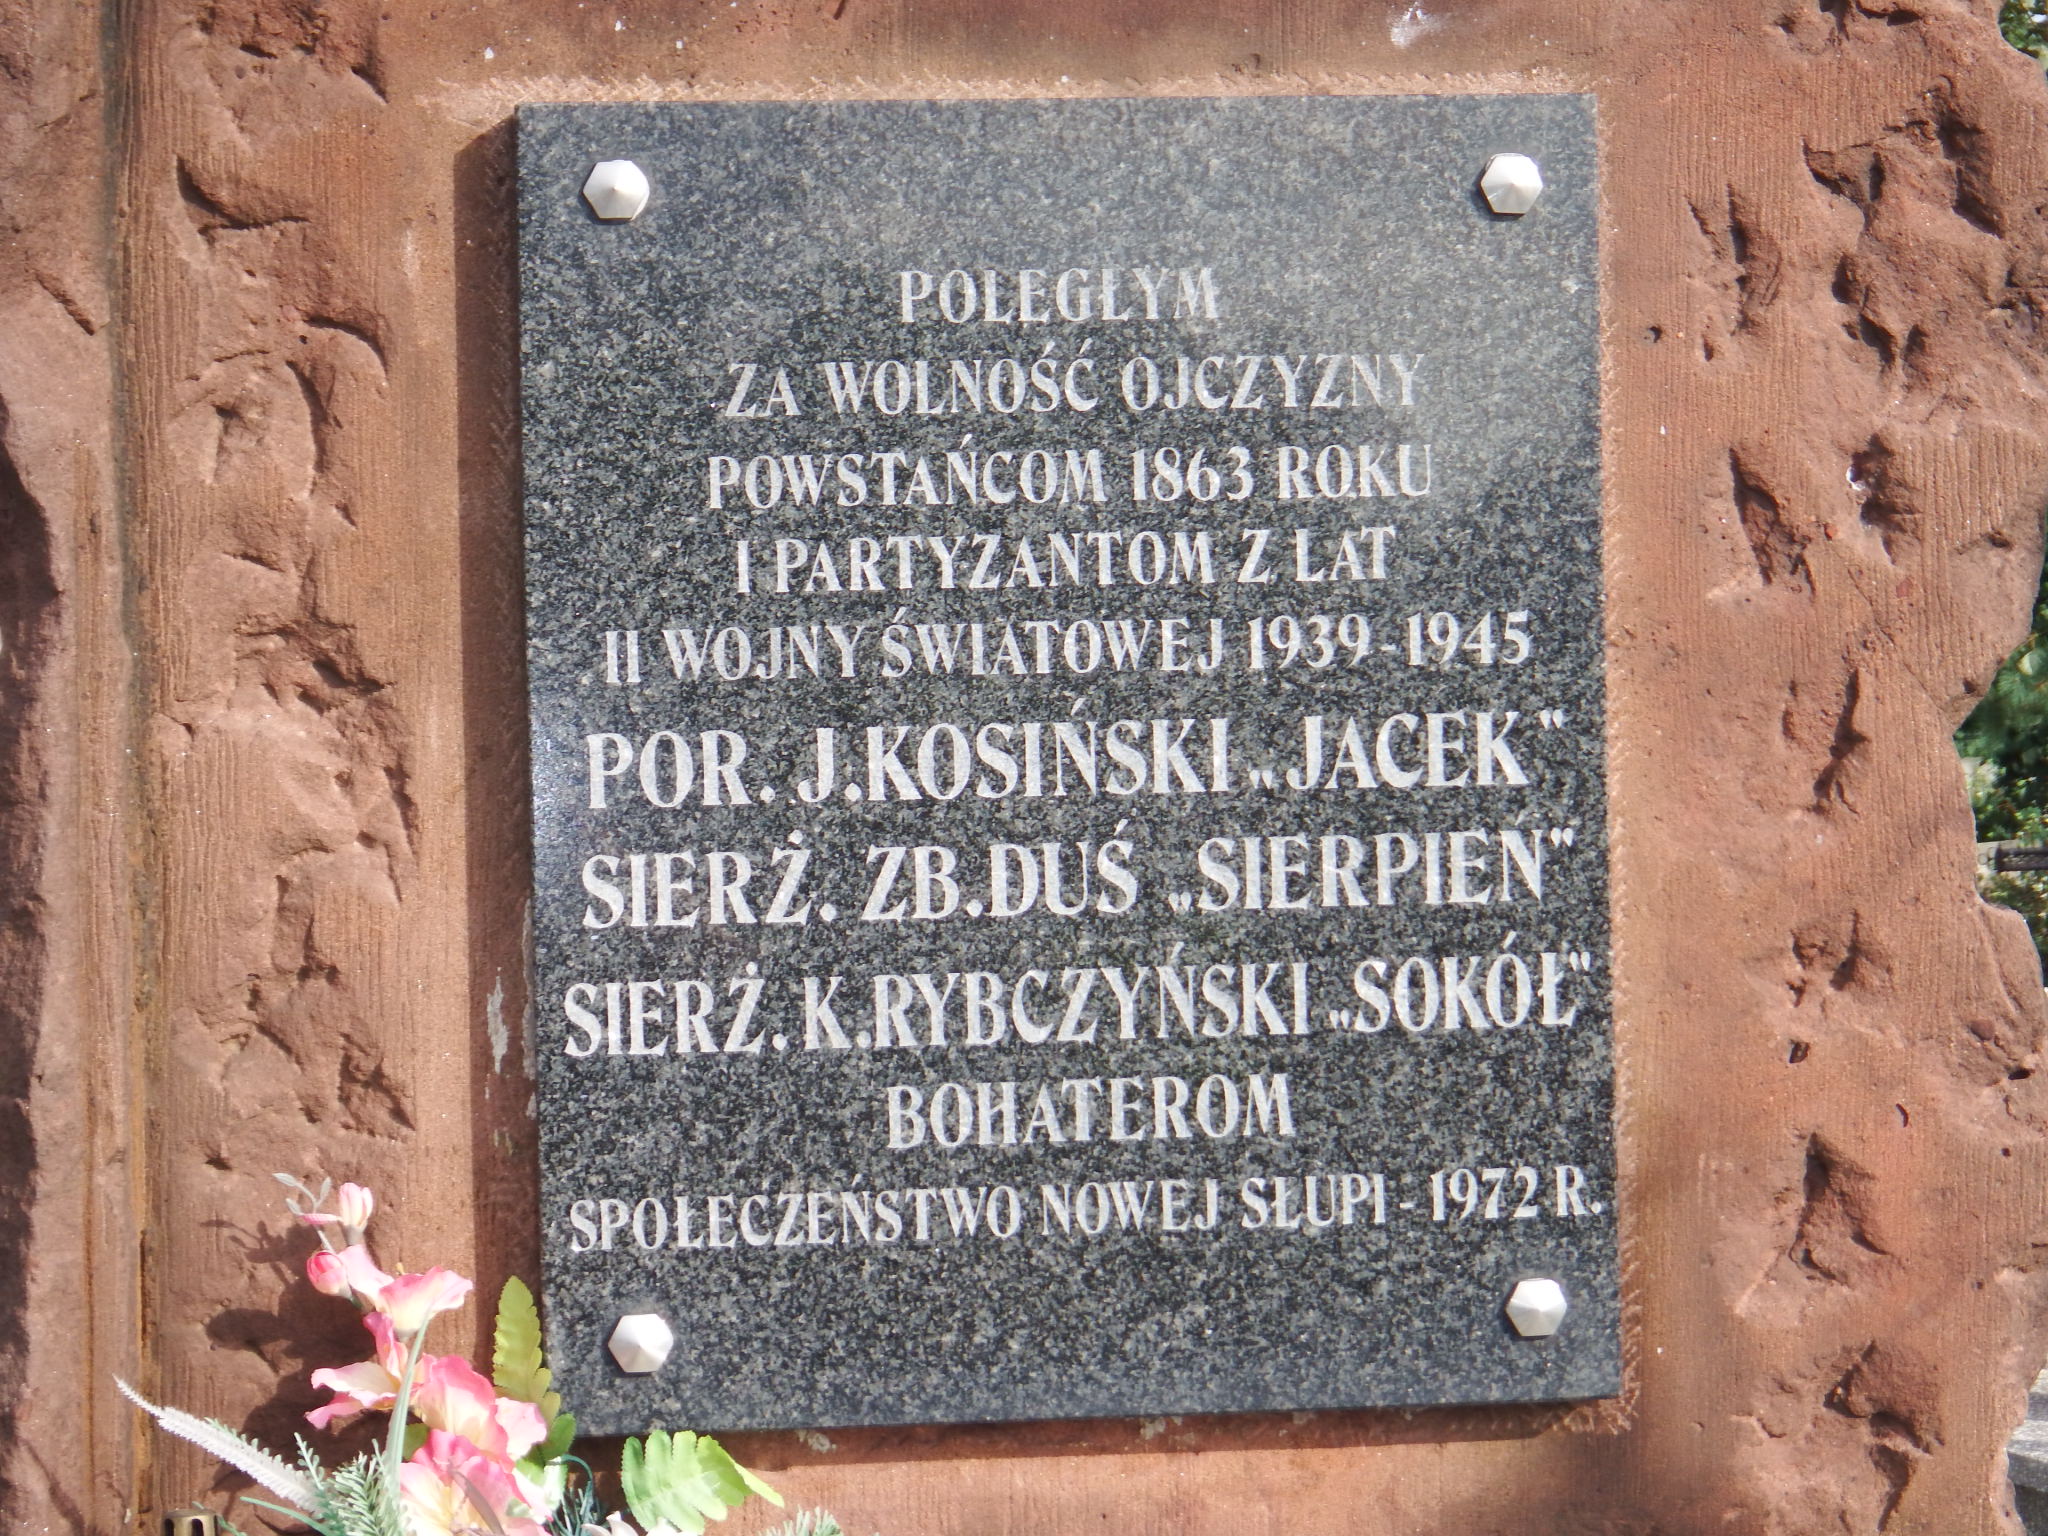 POLEGŁYM
ZA WOLNOŚĆ OJCZYZNY
POWSTAŃCOM 1863 ROKU
I PARTYZANTOM Z LAT
II WOJNY ŚWIATOWEJ 1939-1945
POR. J.KOSIŃSKI „JACEK"
SIERŻ. ZB.DUŚ „SIERPIEŃ"
SIERŻ. K.RYBCZYŃSKI „SOKÓŁ"
BOHATEROM
SPOŁECZEŃSTWO NOWEJ SŁUPI - 1972 R.